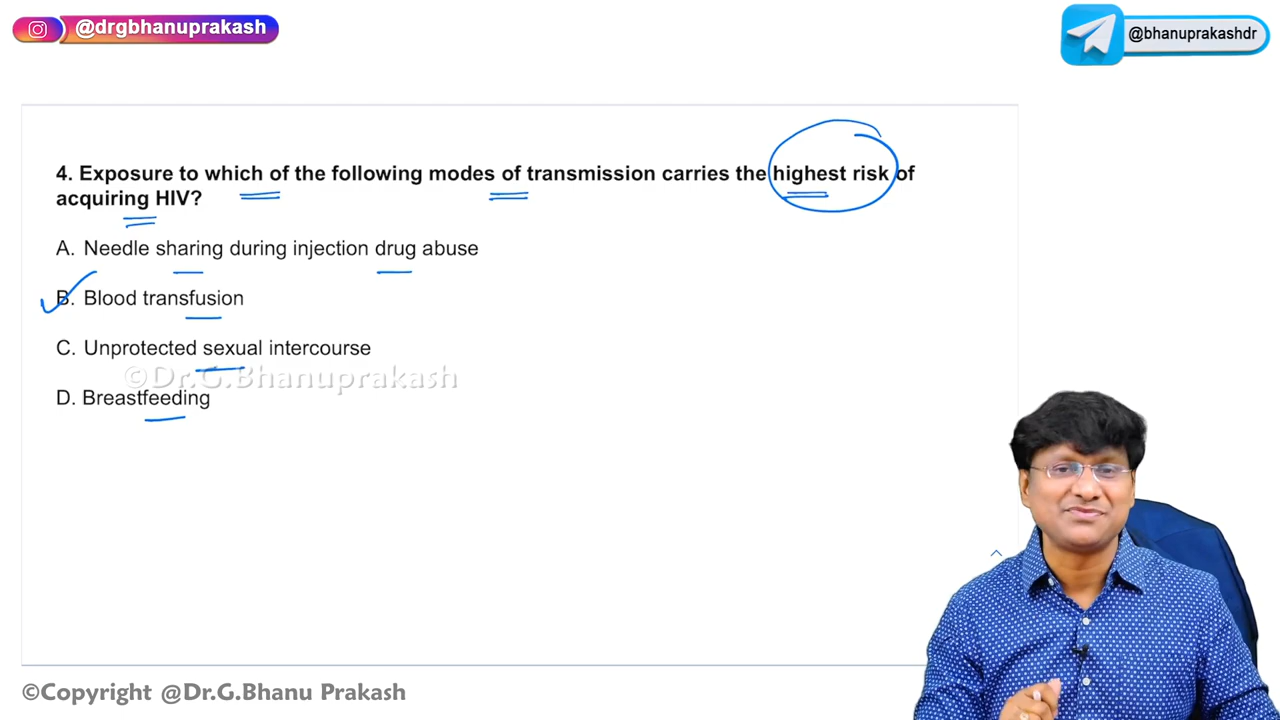 @drgbhanuprakash
@bhanuprakashdr
4. Exposure to which of the following modes of transmission carries the highest risk of
acquiring HIV?
A. Needle sharing during injection drug abuse
B. Blood transfusion
C. Unprotected sexual intercourse
©Dr.G.Bhanuprakash
D. Breastfeeding
©Copyright @Dr.G.Bhanu Prakash